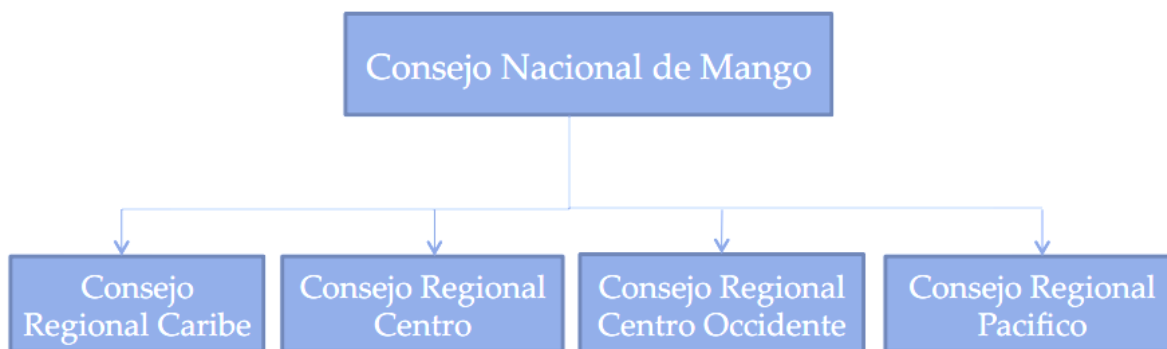 Consejo Nacional de Mango
Consejo
Regional Caribe
Consejo Regional
Centro
Consejo Regional
Centro Occidente
Consejo Regional
Pacifico